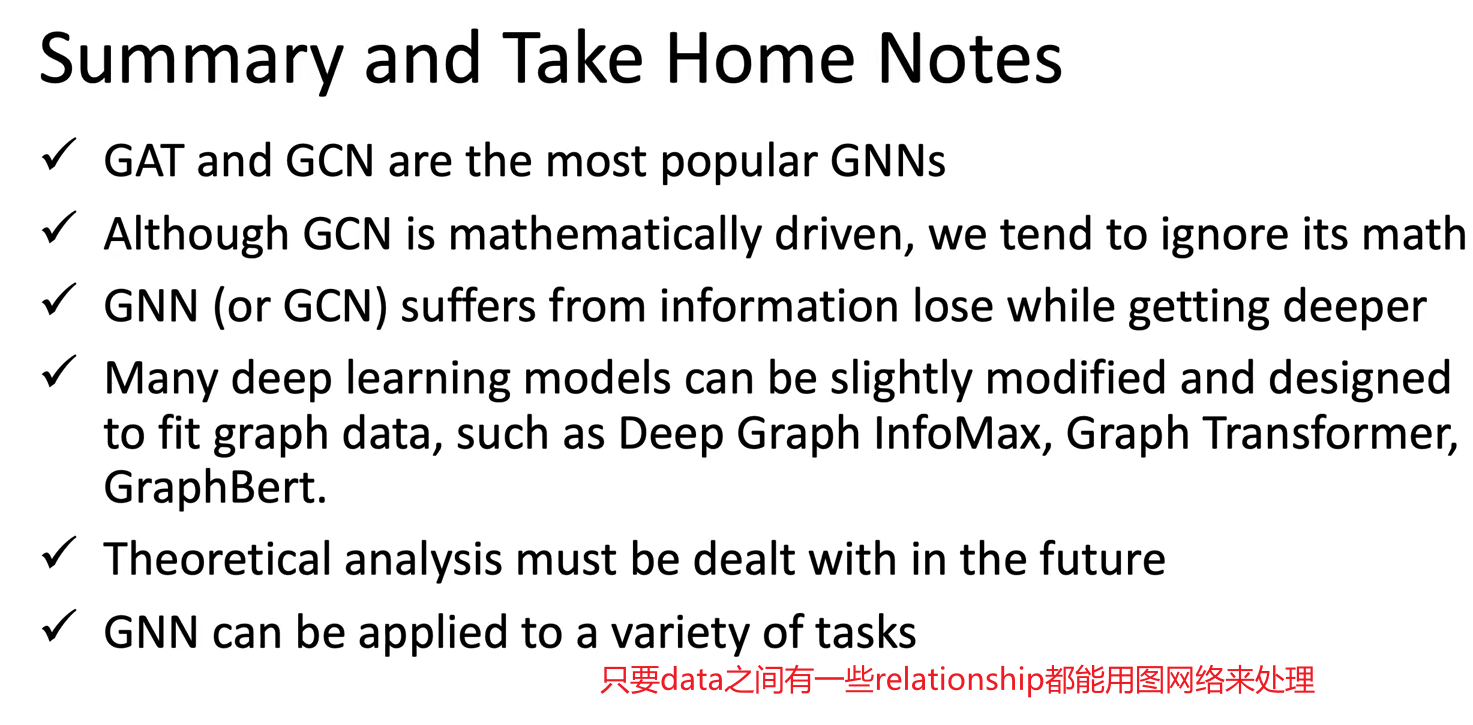 Summary and Take Home Notes
✓ GAT and GCN are the most popular GNNs
✓ Although GCN is mathematically driven, we tend to ignore its math
✓ GNN (or GCN) suffers from information lose while getting deeper
✓ Many deep learning models can be slightly modified and designed
to fit graph data, such as Deep Graph InfoMax, Graph Transformer,
GraphBert.
✓ Theoretical analysis must be dealt with in the future
✓ GNN can be applied to a variety of tasks
只要data之间有一些relationship都能用图网络来处理